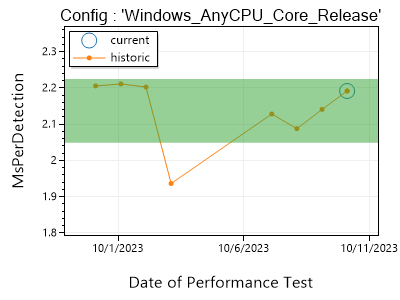 Config : 'Windows_AnyCPU_Core_Release'
current
historic
2.3
2.2
2.1
2
1.9
1.8
MsPerDetection
10/1/2023
10/6/2023
10/11/2023
Date of Performance Test